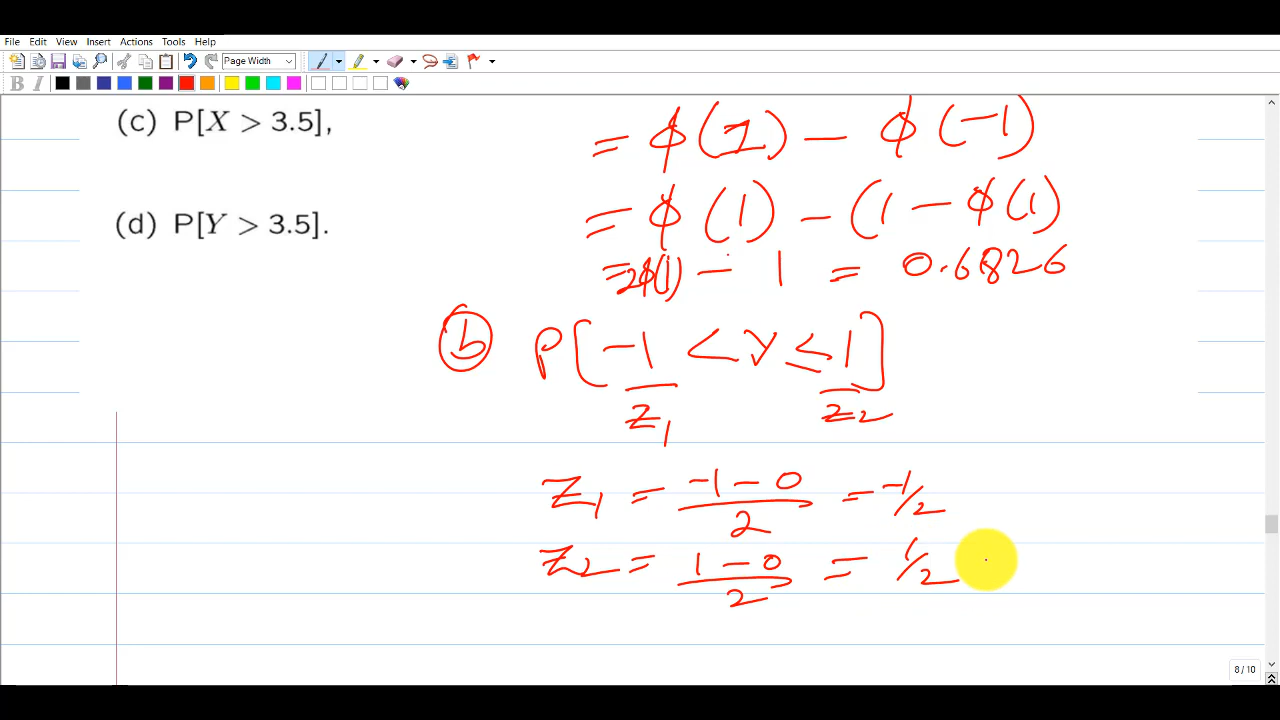 File Edit View Insert Actions Tools Help
Page Width
B I
(c) P[X > 3.5],
= ϕ(1) − ϕ(−1)
(d) P[Y > 3.5].
= ϕ(1) − (1 − ϕ(1)
= 2ϕ(1) − 1 = 0.6826
(b) P[−1 < Y ≤ 1]
Z1 Z2
Z1 = (−1 − 0)/2 = −1/2
Z2 = (1 − 0)/2 = 1/2
8 / 10